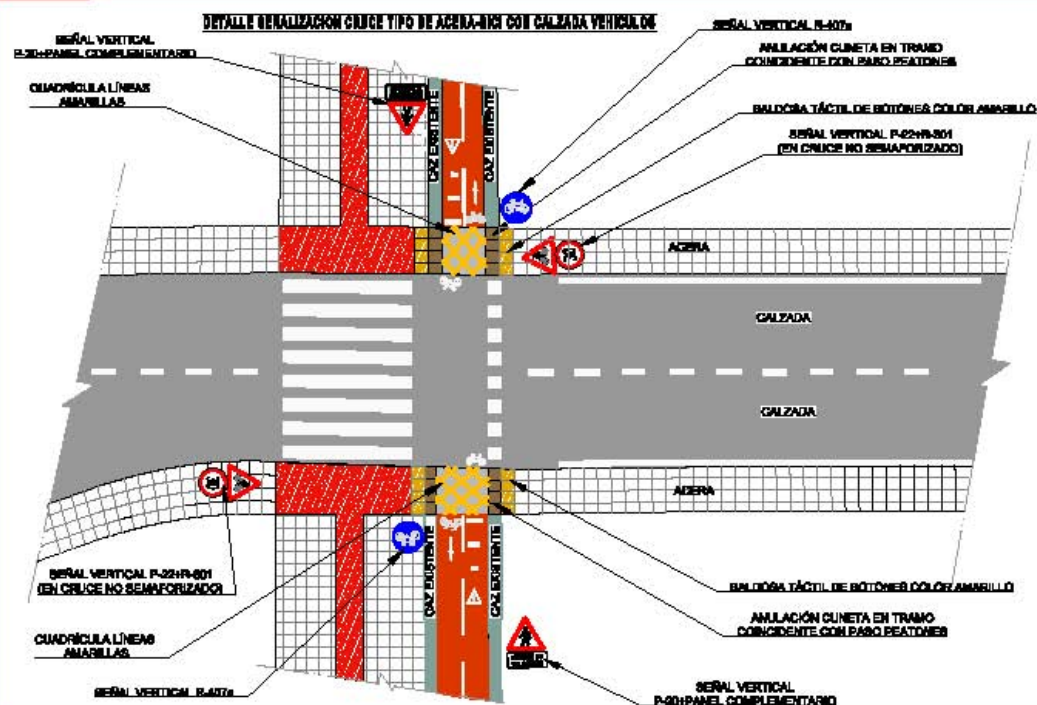 DETALLE SEÑALIZACIÓN CRUCE TIPO DE ACERA-BICI CON CALZADA VEHICULOS
SEÑAL VERTICAL
P-20+PANEL COMPLEMENTARIO
CUADRÍCULA LÍNEAS
AMARILLAS
SEÑAL VERTICAL R-407a
ANULACIÓN CUNETA EN TRAMO
COINCIDENTE CON PASO PEATONES
BALDOSA TÁCTIL DE BOTONES COLOR AMARILLO
SEÑAL VERTICAL P-22+R-301
(EN CRUCE NO SEMAFORIZADO)
CAZ EXISTENTE
CAZ EXISTENTE
ACERA
CALZADA
CALZADA
ACERA
CAZ EXISTENTE
CAZ EXISTENTE
SEÑAL VERTICAL P-22+R-301
(EN CRUCE NO SEMAFORIZADO)
CUADRÍCULA LÍNEAS
AMARILLAS
SEÑAL VERTICAL R-407a
BALDOSA TÁCTIL DE BOTONES COLOR AMARILLO
ANULACIÓN CUNETA EN TRAMO
COINCIDENTE CON PASO PEATONES
SEÑAL VERTICAL
P-20+PANEL COMPLEMENTARIO